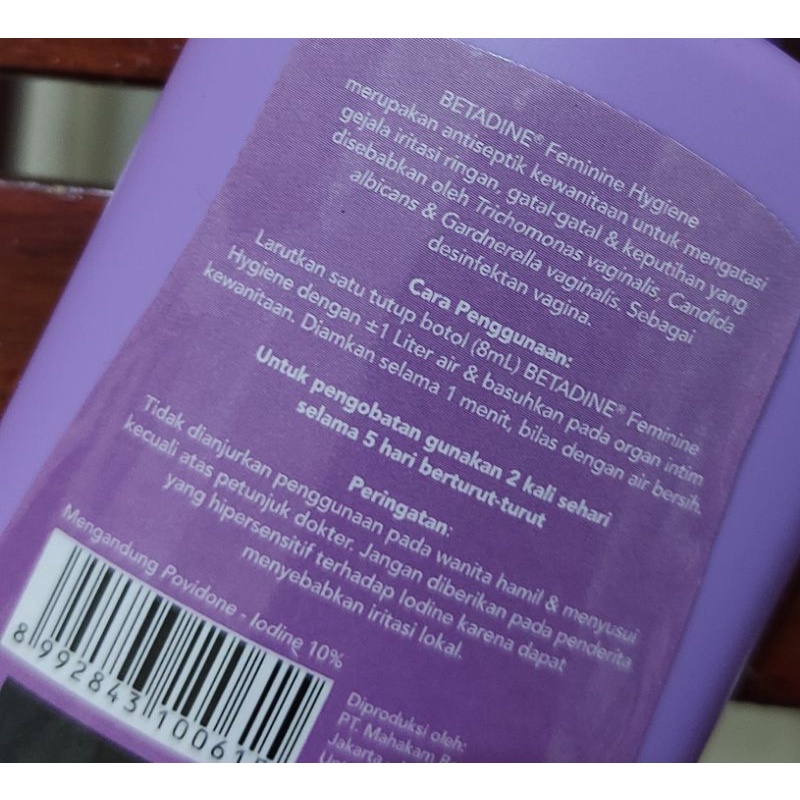 BETADINE® Feminine Hygiene
merupakan antiseptik kewanitaan untuk mengatasi
gejala iritasi ringan, gatal-gatal & keputihan yang
disebabkan oleh Trichomonas vaginalis, Candida
albicans & Gardnerella vaginalis. Sebagai
desinfektan vagina.
Cara Penggunaan:
Larutkan satu tutup botol (8mL) BETADINE® Feminine
Hygiene dengan ±1 Liter air & basuhkan pada organ intim
kewanitaan. Diamkan selama 1 menit, bilas dengan air bersih.
Untuk pengobatan gunakan 2 kali sehari
selama 5 hari berturut-turut
Peringatan:
Tidak dianjurkan penggunaan pada wanita hamil & menyusui
kecuali atas petunjuk dokter. Jangan diberikan pada penderita
yang hipersensitif terhadap Iodine karena dapat
menyebabkan iritasi lokal.
Mengandung Povidone - Iodine 10%
8 992843 10061
Diproduksi oleh:
PT. Mahakam
Jakarta